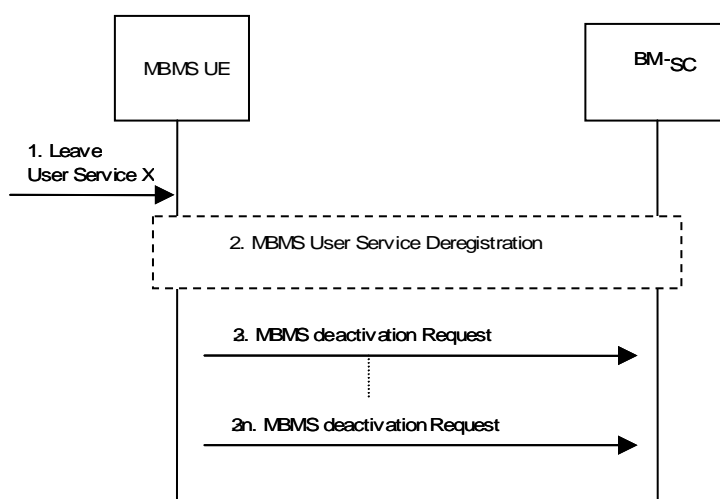 MBMS UE
BM-SC
1. Leave
User Service X
2. MBMS User Service Deregistration
3. MBMS deactivation Request
3n. MBMS deactivation Request